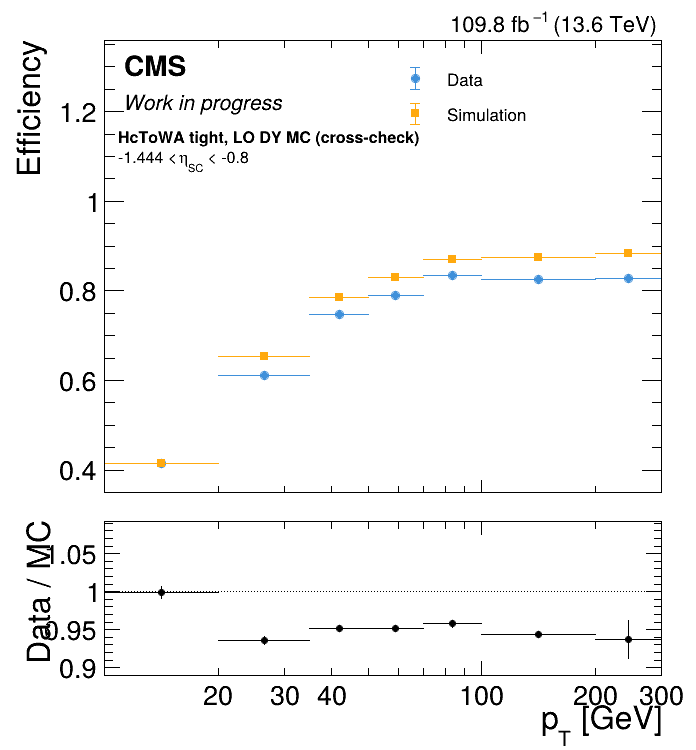 109.8 fb⁻¹ (13.6 TeV)
Efficiency
CMS
Work in progress
HcToWA tight, LO DY MC (cross-check)
-1.444 < η_SC < -0.8
Data
Simulation
1.2
1
0.8
0.6
0.4
Data / MC
1.05
1
0.95
0.9
20 30 40 100 200 300
p_T [GeV]